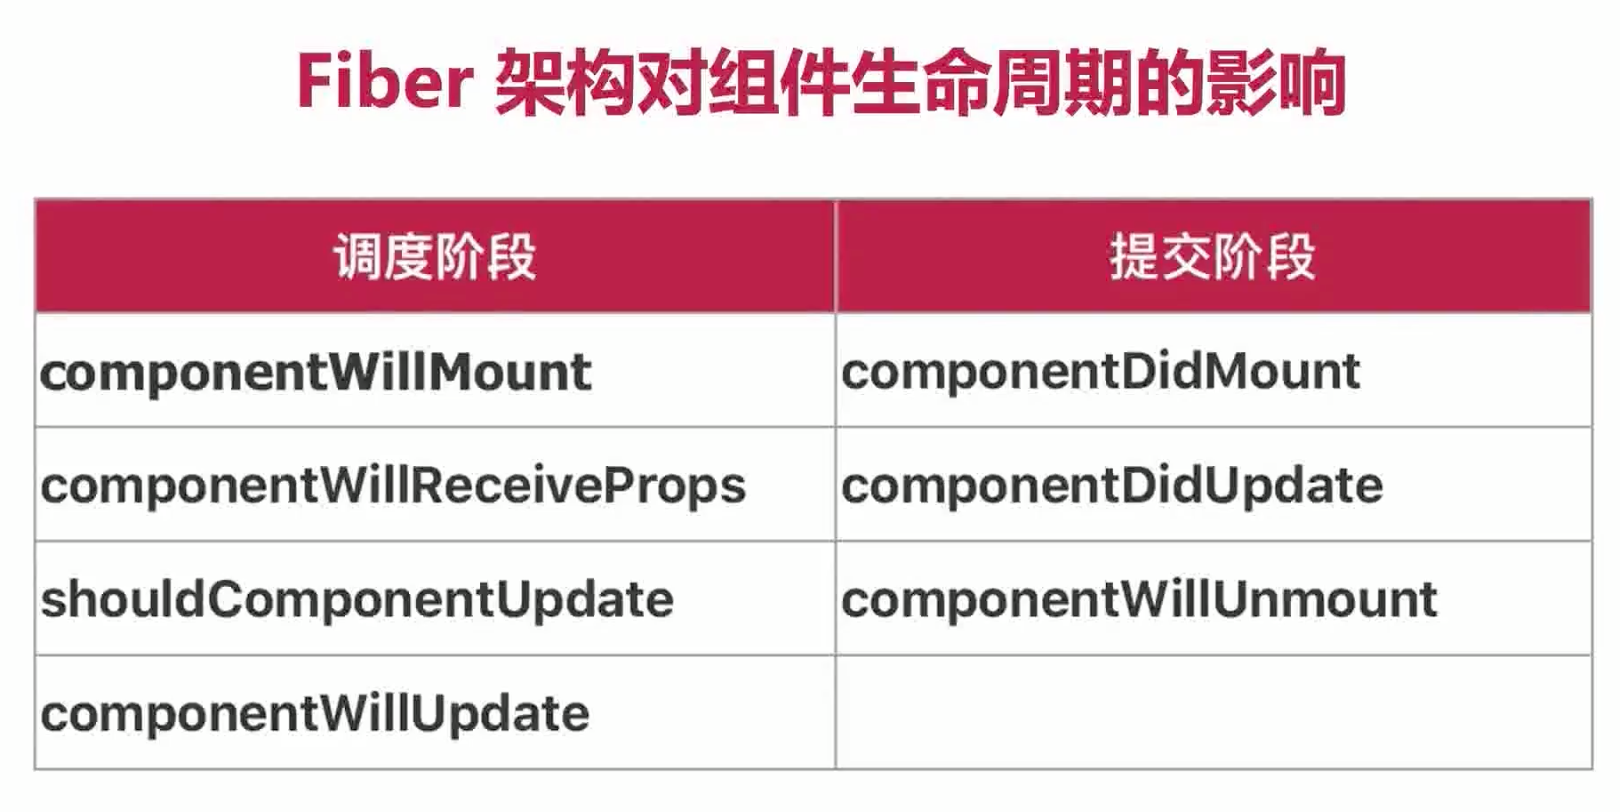 Fiber 架构对组件生命周期的影响
调度阶段 提交阶段
componentWillMount componentDidMount
componentWillReceiveProps componentDidUpdate
shouldComponentUpdate componentWillUnmount
componentWillUpdate